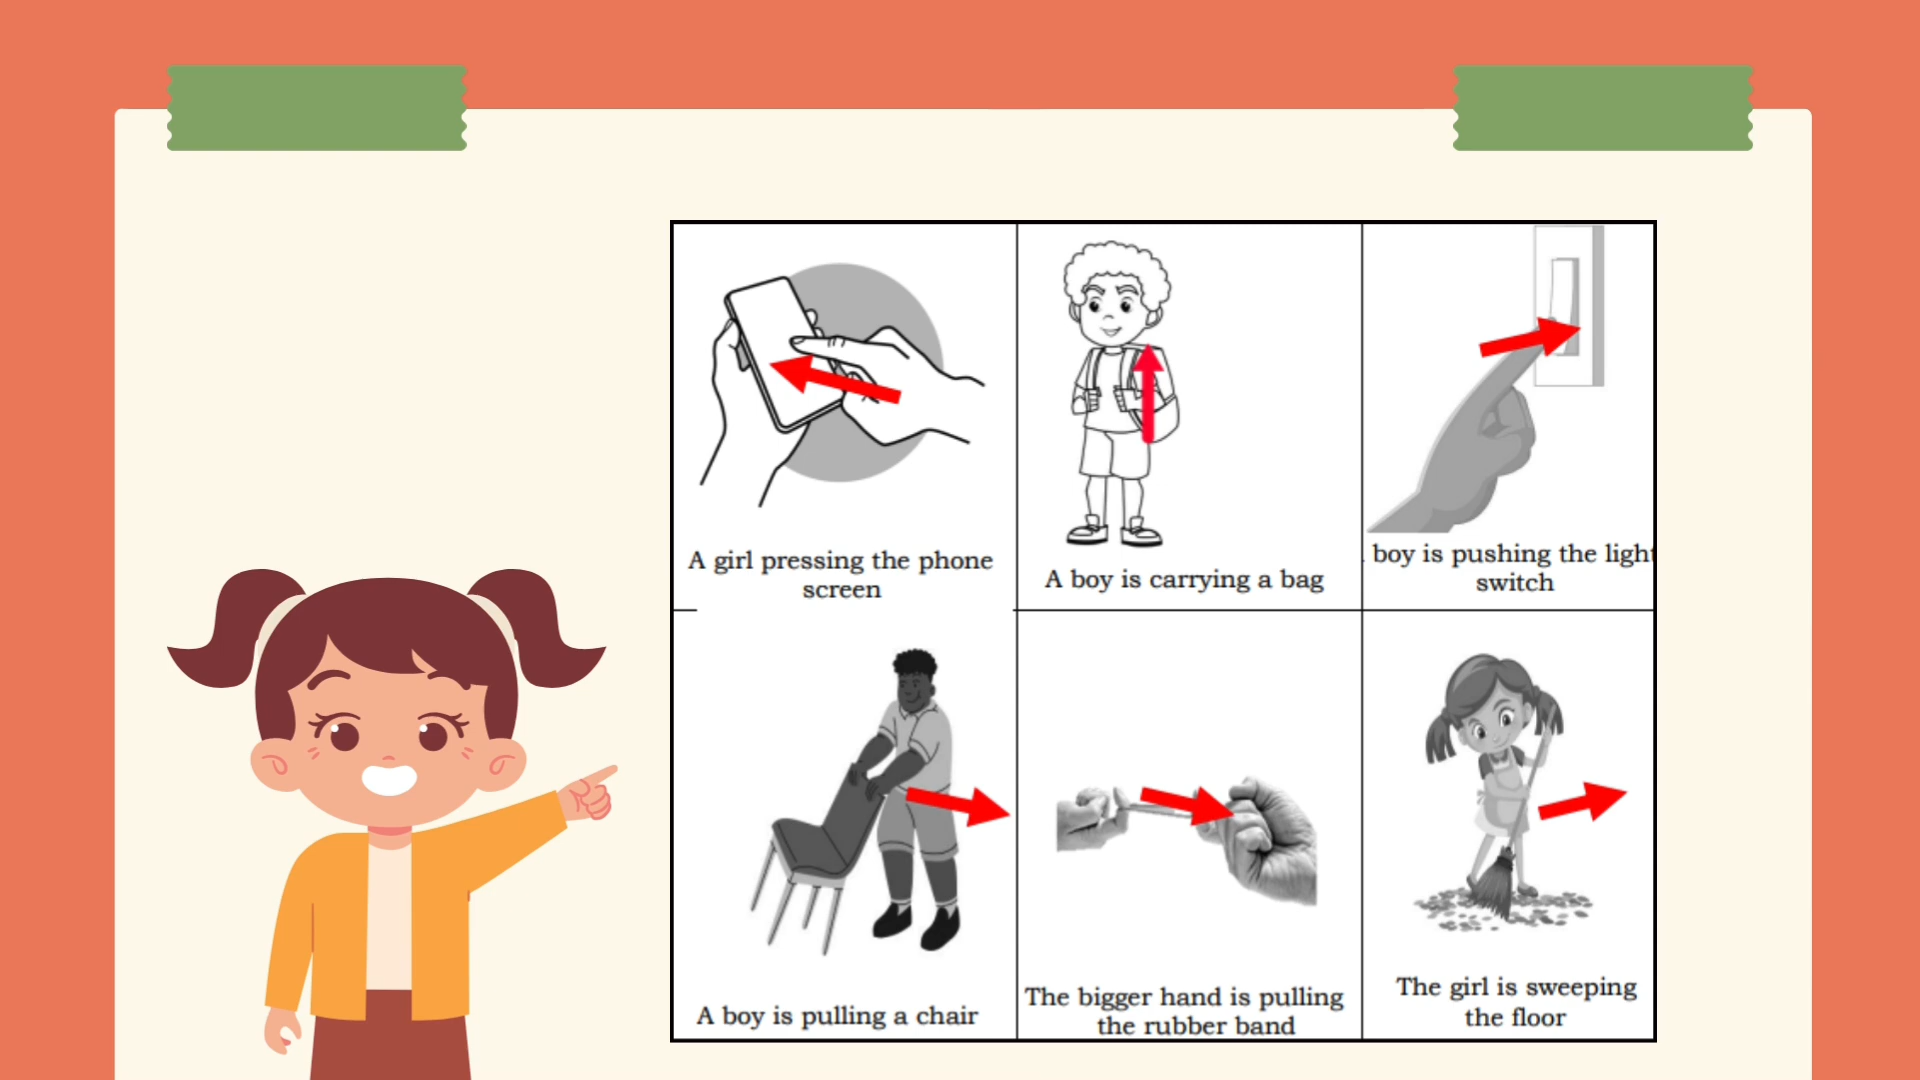 A girl pressing the phone
screen
A boy is carrying a bag
boy is pushing the light
switch
A boy is pulling a chair
The bigger hand is pulling
the rubber band
The girl is sweeping
the floor